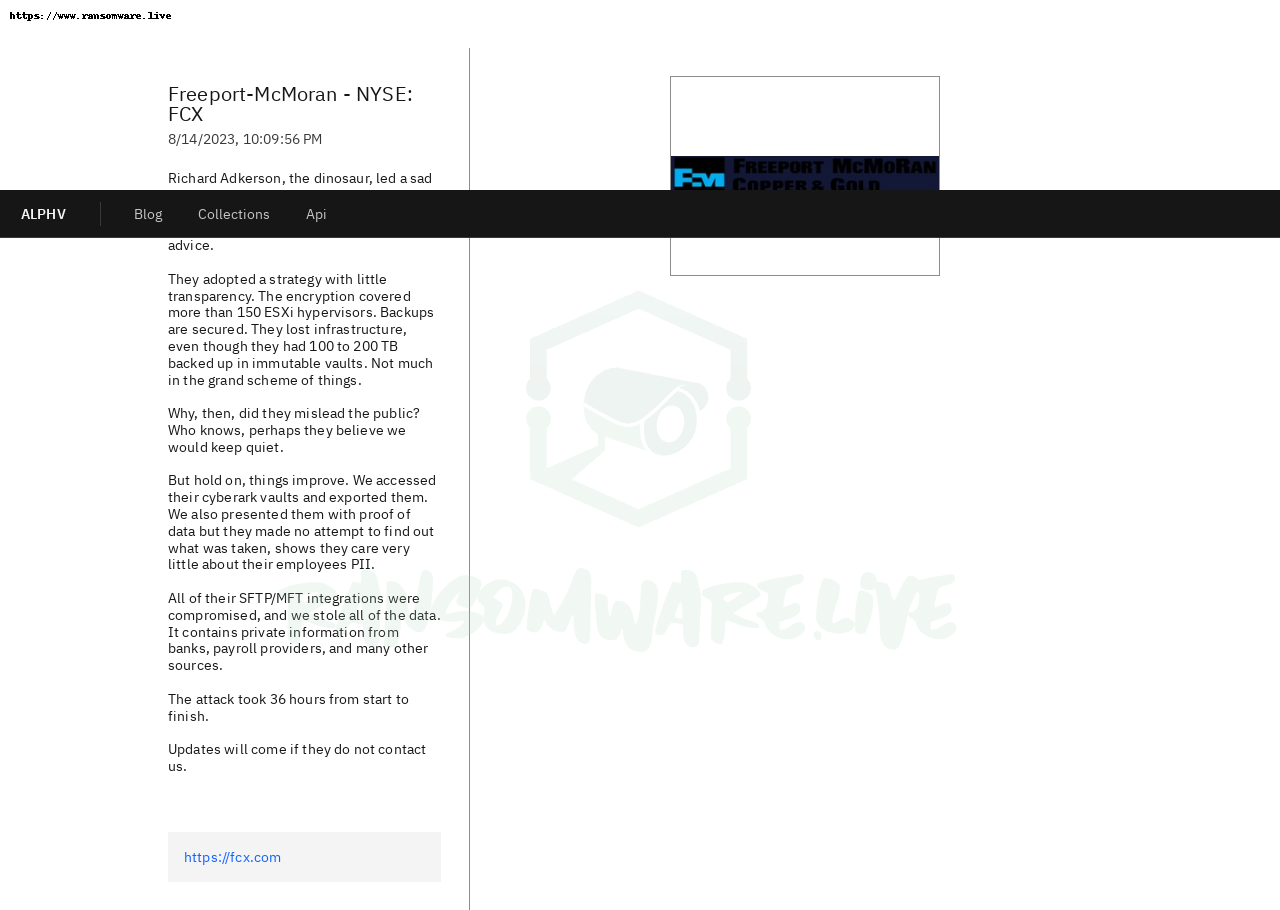 https://www.ransomware.live
Freeport-McMoran - NYSE:
FCX
8/14/2023, 10:09:56 PM
Richard Adkerson, the dinosaur, led a sad
FREEPORT MCMORAN
COPPER & GOLD
FM
ALPHV
Blog
Collections
Api
advice.
They adopted a strategy with little
transparency. The encryption covered
more than 150 ESXi hypervisors. Backups
are secured. They lost infrastructure,
even though they had 100 to 200 TB
backed up in immutable vaults. Not much
in the grand scheme of things.
Why, then, did they mislead the public?
Who knows, perhaps they believe we
would keep quiet.
But hold on, things improve. We accessed
their cyberark vaults and exported them.
We also presented them with proof of
data but they made no attempt to find out
what was taken, shows they care very
little about their employees PII.
All of their SFTP/MFT integrations were
compromised, and we stole all of the data.
It contains private information from
banks, payroll providers, and many other
sources.
The attack took 36 hours from start to
finish.
Updates will come if they do not contact
us.
https://fcx.com
RANSOMWARE.LIVE